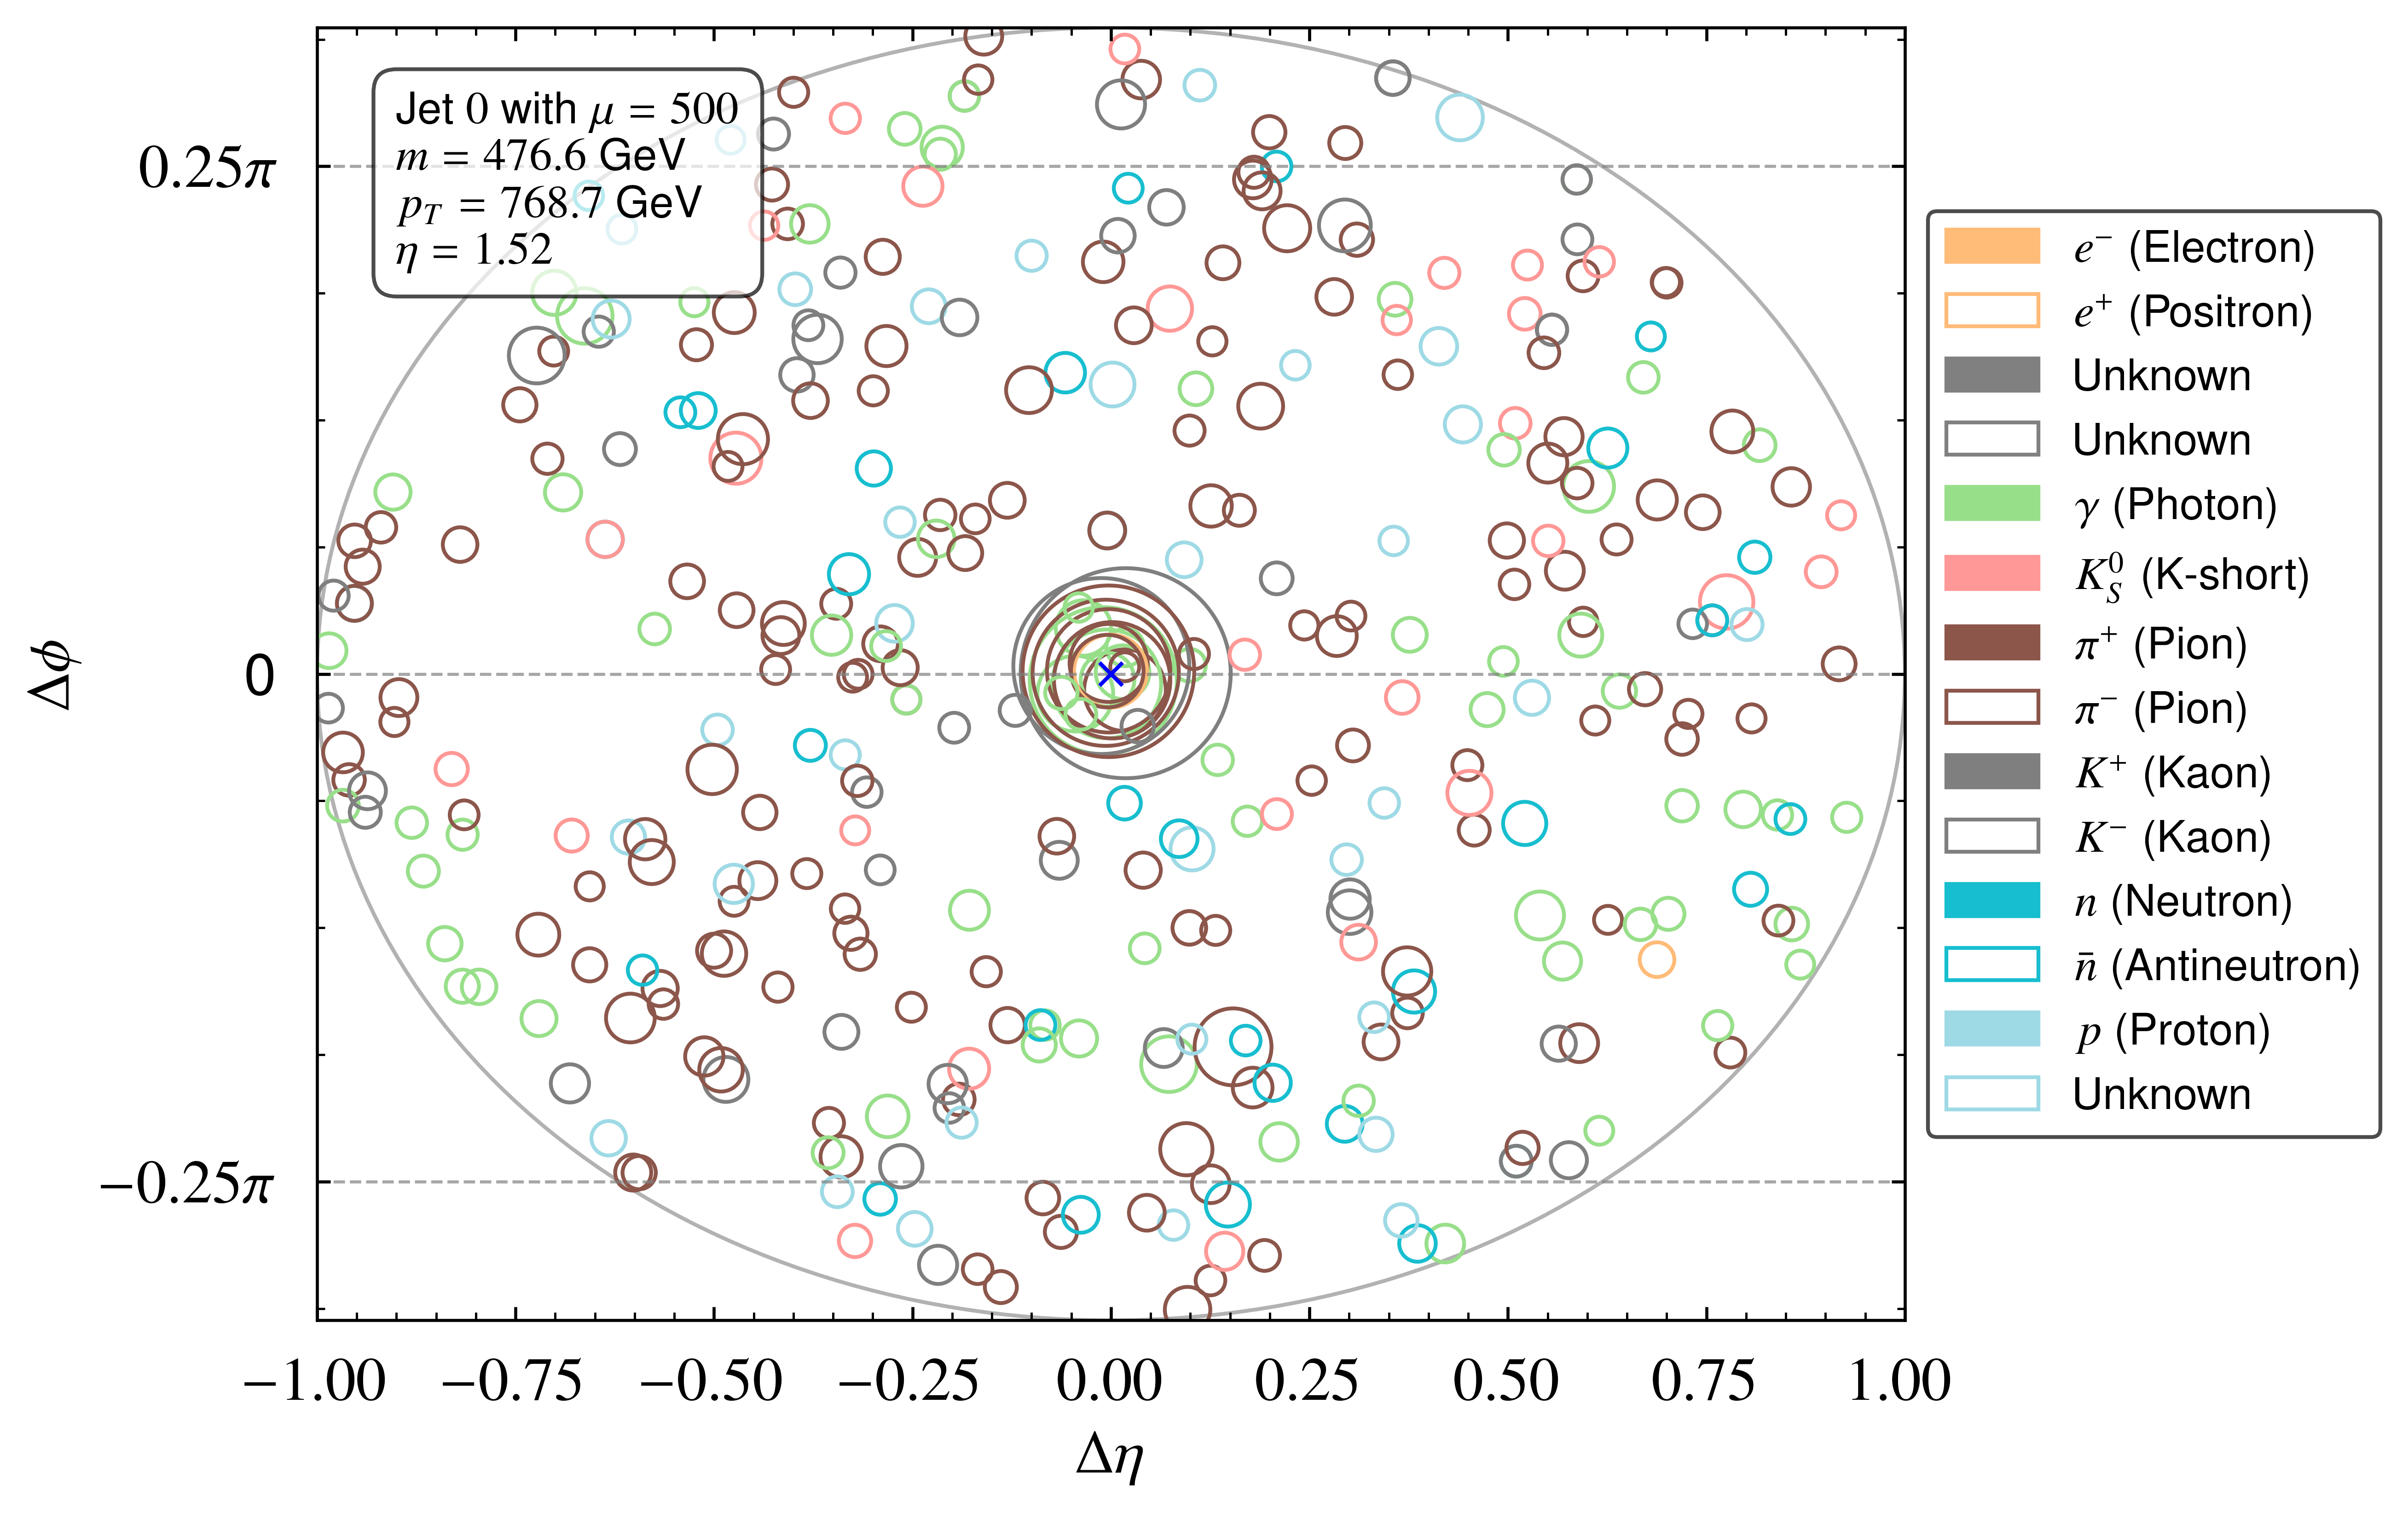 Jet 0 with μ = 500
m = 476.6 GeV
p_T = 768.7 GeV
η = 1.52
0.25π
0
−0.25π
Δϕ
−1.00 −0.75 −0.50 −0.25 0.00 0.25 0.50 0.75 1.00
Δη
e⁻ (Electron)
e⁺ (Positron)
Unknown
Unknown
γ (Photon)
K⁰_S (K-short)
π⁺ (Pion)
π⁻ (Pion)
K⁺ (Kaon)
K⁻ (Kaon)
n (Neutron)
n̄ (Antineutron)
p (Proton)
Unknown